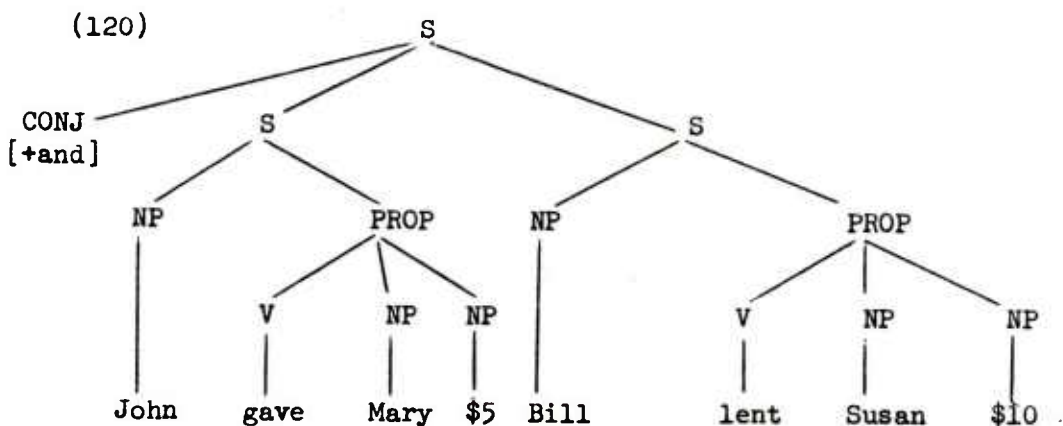 (120)
S
CONJ S S
[+and]
NP PROP NP PROP
V NP NP V NP NP
John gave Mary $5 Bill lent Susan $10